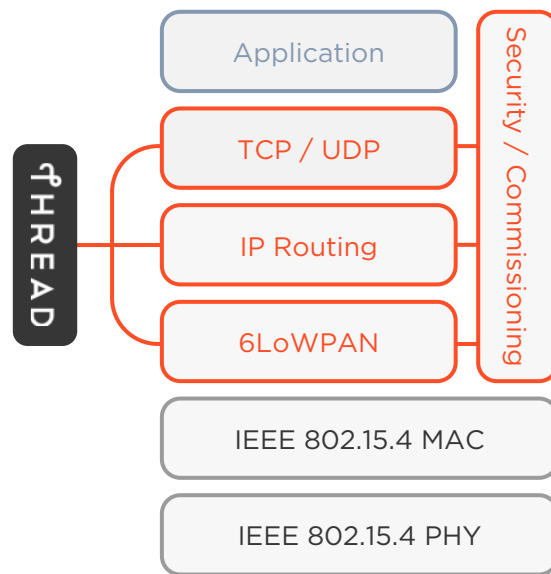 Application
TCP / UDP
IP Routing
6LoWPAN
IEEE 802.15.4 MAC
IEEE 802.15.4 PHY
Security / Commissioning
THREAD